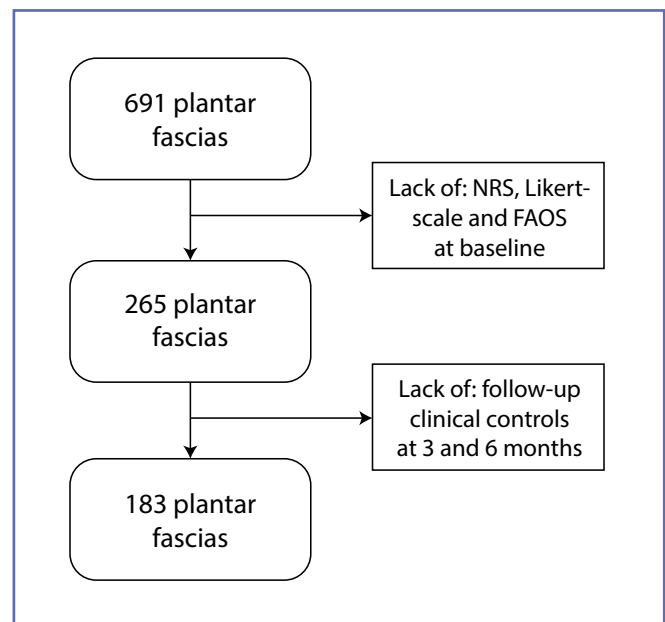 691 plantar
fascias
Lack of: NRS, Likert-
scale and FAOS
at baseline
265 plantar
fascias
Lack of: follow-up
clinical controls
at 3 and 6 months
183 plantar
fascias